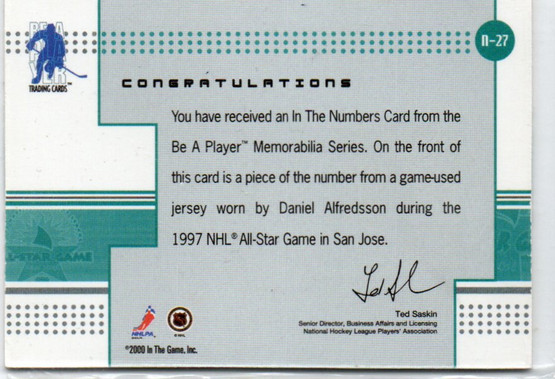 BE A
PLAYER
TRADING CARDS™
n-27
CONGRATULATIONS
You have received an In The Numbers Card from the
Be A Player™ Memorabilia Series. On the front of
this card is a piece of the number from a game-used
jersey worn by Daniel Alfredsson during the
1997 NHL® All-Star Game in San Jose.
L-STAR GAME
Ted Saskin
Senior Director, Business Affairs and Licensing
National Hockey League Players' Association
NHLPA
NHL
©2000 In The Game, Inc.